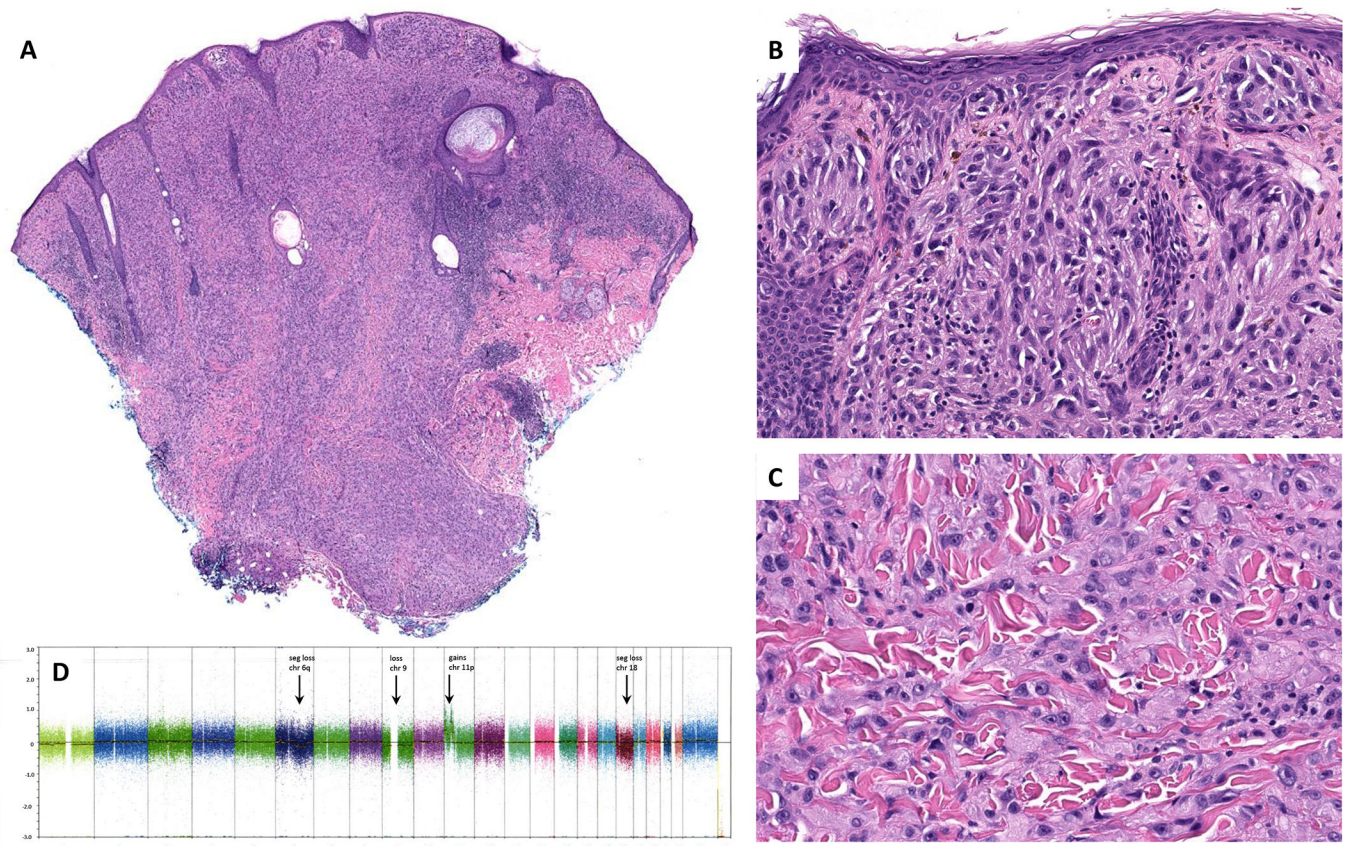 A
B
C
D
seg loss
chr 6q
loss
chr 9
gains
chr 11p
seg loss
chr 18
3.0
2.0
1.0
0
-1.0
-2.0
-3.0